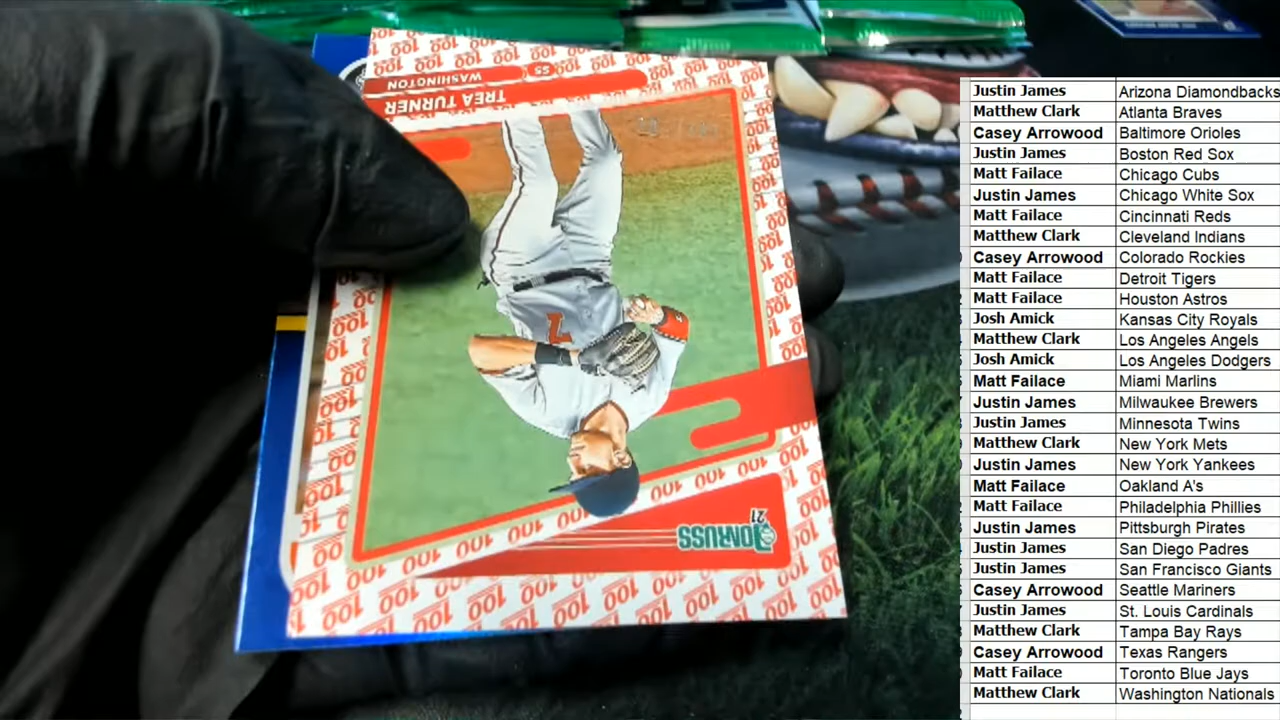 WASHINGTON
SS
TREA TURNER
7
100
DONRUSS
21
Justin James Arizona Diamondbacks
Matthew Clark Atlanta Braves
Casey Arrowood Baltimore Orioles
Justin James Boston Red Sox
Matt Failace Chicago Cubs
Justin James Chicago White Sox
Matt Failace Cincinnati Reds
Matthew Clark Cleveland Indians
Casey Arrowood Colorado Rockies
Matt Failace Detroit Tigers
Matt Failace Houston Astros
Josh Amick Kansas City Royals
Matthew Clark Los Angeles Angels
Josh Amick Los Angeles Dodgers
Matt Failace Miami Marlins
Justin James Milwaukee Brewers
Justin James Minnesota Twins
Matthew Clark New York Mets
Justin James New York Yankees
Matt Failace Oakland A's
Matt Failace Philadelphia Phillies
Justin James Pittsburgh Pirates
Justin James San Diego Padres
Justin James San Francisco Giants
Casey Arrowood Seattle Mariners
Justin James St. Louis Cardinals
Matthew Clark Tampa Bay Rays
Casey Arrowood Texas Rangers
Matt Failace Toronto Blue Jays
Matthew Clark Washington Nationals